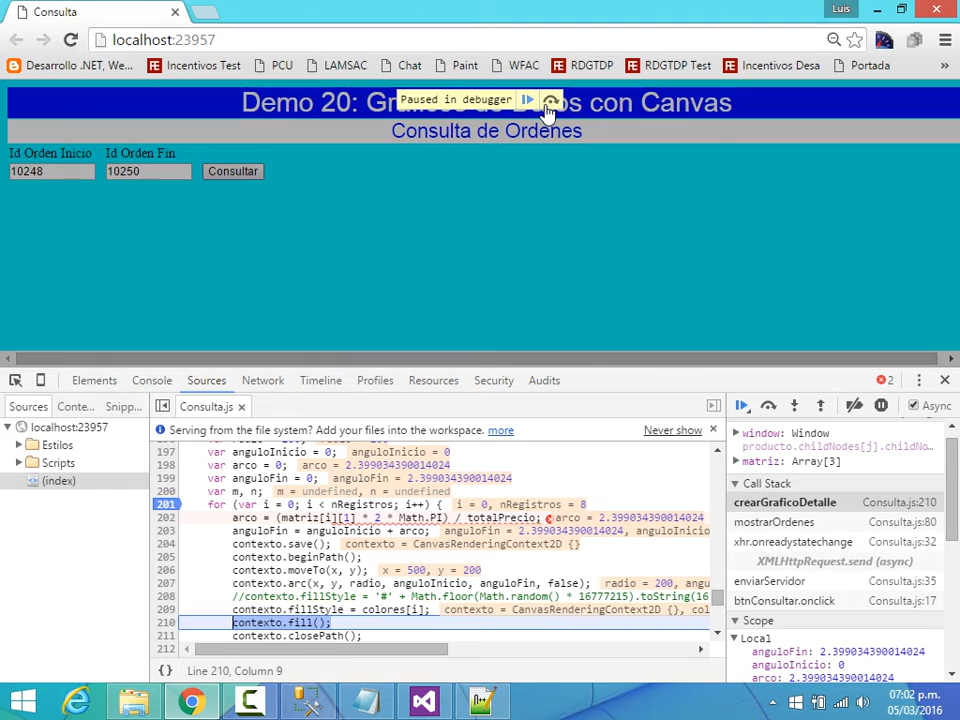 Consulta
Luis
localhost:23957
Desarrollo .NET, We...
Incentivos Test
PCU
LAMSAC
Chat
Paint
WFAC
RDGTDP
RDGTDP Test
Incentivos Desa
Portada
»
Demo 20: Gráficos de Datos con Canvas
Paused in debugger
Consulta de Ordenes
Id Orden Inicio Id Orden Fin
10248 10250 Consultar
Elements Console Sources Network Timeline Profiles Resources Security Audits 2
Sources Conte... Snipp... Consulta.js × Async
localhost:23957
Estilos
Scripts
(index)
Serving from the file system? Add your files into the workspace. more Never show ×
197 var anguloInicio = 0; anguloInicio = 0
198 var arco = 0; arco = 2.399034390014024
199 var anguloFin = 0; anguloFin = 2.399034390014024
200 var m, n; m = undefined, n = undefined
201 for (var i = 0; i < nRegistros; i++) { i = 0, nRegistros = 8
202 arco = (matriz[i][1] * 2 * Math.PI) / totalPrecio; arco = 2.399034390014024
203 anguloFin = anguloInicio + arco; anguloFin = 2.399034390014024, anguloInicio
204 contexto.save(); contexto = CanvasRenderingContext2D {}
205 contexto.beginPath();
206 contexto.moveTo(x, y); x = 500, y = 200
207 contexto.arc(x, y, radio, anguloInicio, anguloFin, false); radio = 200, angu
208 //contexto.fillStyle = '#' + Math.floor(Math.random() * 16777215).toString(16
209 contexto.fillStyle = colores[i]; contexto = CanvasRenderingContext2D {}, col
210 contexto.fill();
211 contexto.closePath();
212
{} Line 210, Column 9
window: Window
producto.childNodes[j].childNo...
matriz: Array[3]
Call Stack
crearGraficoDetalle Consulta.js:210
mostrarOrdenes Consulta.js:80
xhr.onreadystatechange Consulta.js:32
XMLHttpRequest.send (async)
enviarServidor Consulta.js:35
btnConsultar.onclick Consulta.js:17
Scope
Local
anguloFin: 2.399034390014024
anguloInicio: 0
arco: 2.399034390014024
07:02 p.m.
05/03/2016